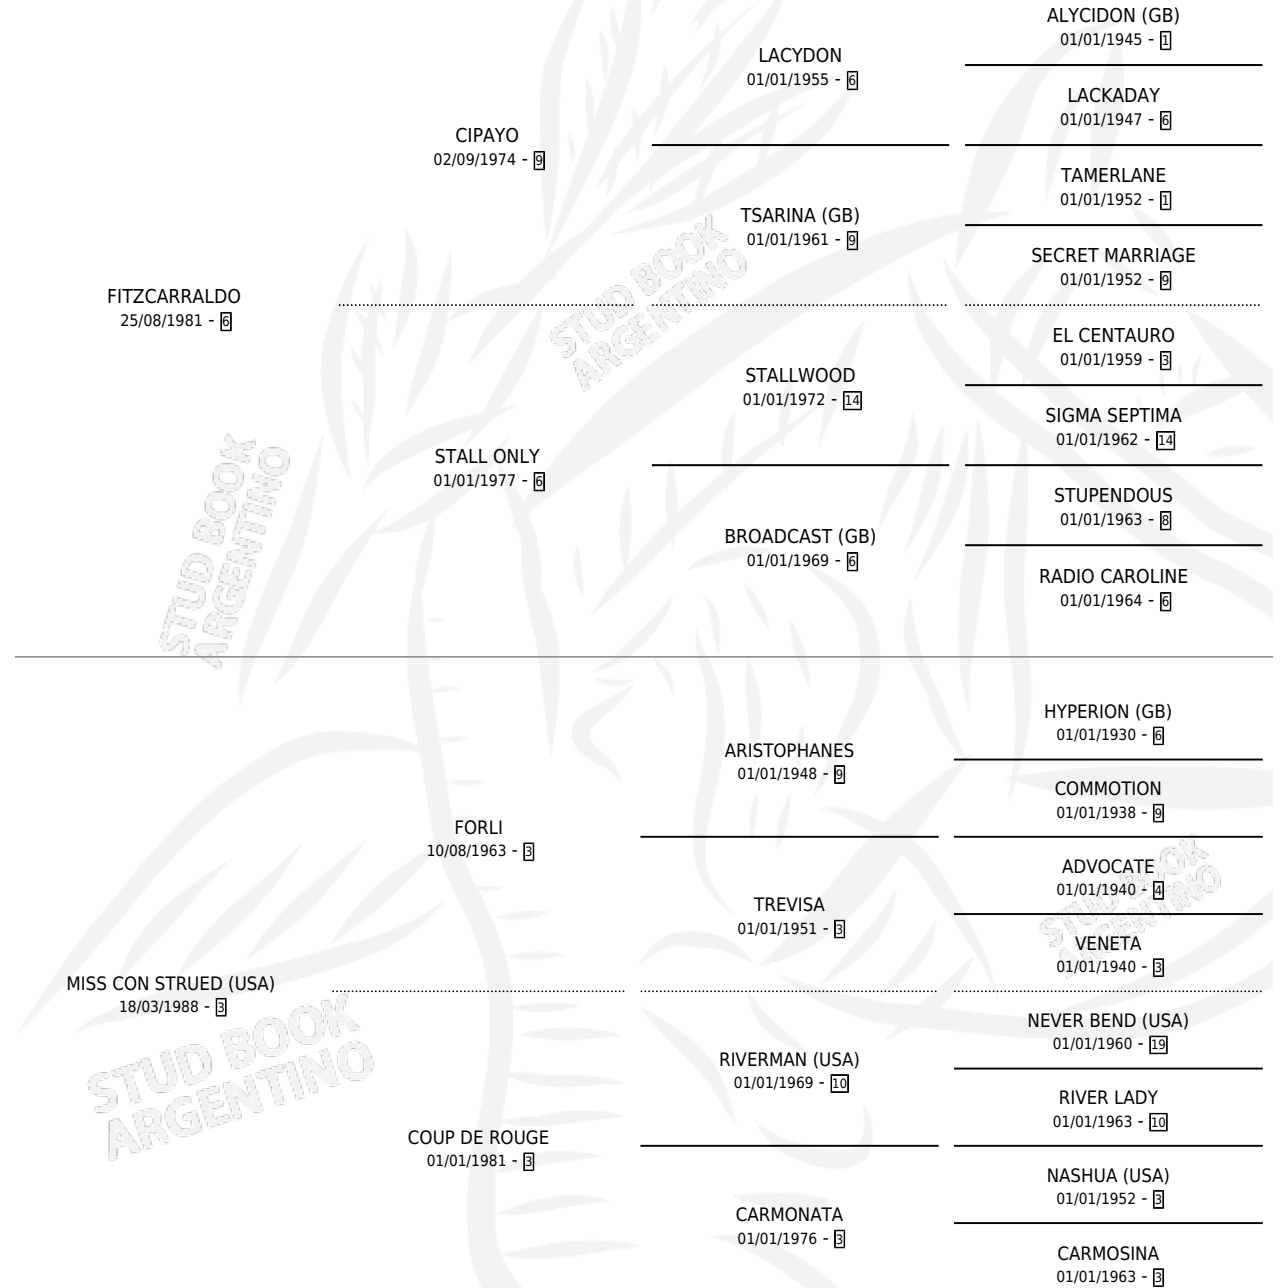 ALYCIDON (GB)
01/01/1945 - 1
LACYDON
01/01/1955 - 6
LACKADAY
01/01/1947 - 6
CIPAYO
02/09/1974 - 9
TAMERLANE
01/01/1952 - 1
TSARINA (GB)
01/01/1961 - 9
SECRET MARRIAGE
01/01/1952 - 9
FITZCARRALDO
25/08/1981 - 6
STUD BOOK
ARGENTINO
EL CENTAURO
01/01/1959 - 3
STALLWOOD
01/01/1972 - 14
SIGMA SEPTIMA
01/01/1962 - 14
STALL ONLY
01/01/1977 - 6
STUPENDOUS
01/01/1963 - 8
BROADCAST (GB)
01/01/1969 - 6
RADIO CAROLINE
01/01/1964 - 6
STUD BOOK
ARGENTINO
HYPERION (GB)
01/01/1930 - 6
ARISTOPHANES
01/01/1948 - 9
COMMOTION
01/01/1938 - 9
FORLI
10/08/1963 - 3
ADVOCATE
01/01/1940 - 4
TREVISA
01/01/1951 - 3
VENETA
01/01/1940 - 3
STUD BOOK
ARGENTINO
MISS CON STRUED (USA)
18/03/1988 - 3
NEVER BEND (USA)
01/01/1960 - 19
RIVERMAN (USA)
01/01/1969 - 10
RIVER LADY
01/01/1963 - 10
STUD BOOK
ARGENTINO
COUP DE ROUGE
01/01/1981 - 3
NASHUA (USA)
01/01/1952 - 3
CARMONATA
01/01/1976 - 3
CARMOSINA
01/01/1963 - 3